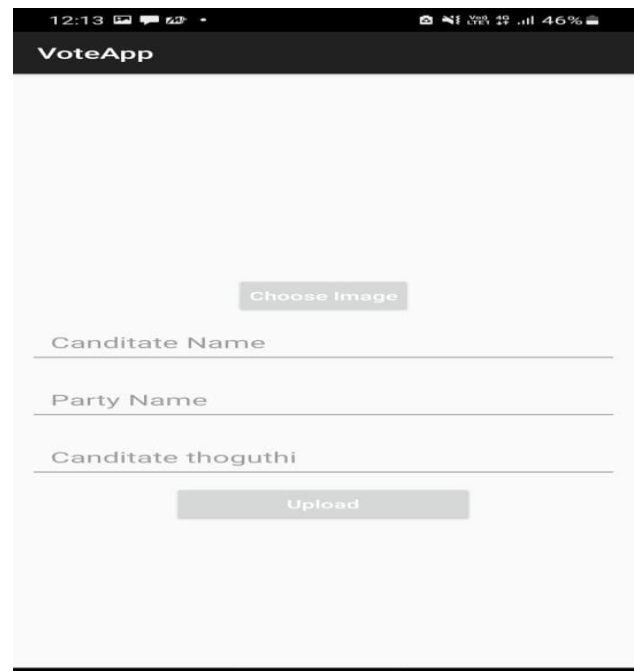 12:13
46%
VoteApp
Choose Image
Canditate Name
Party Name
Canditate thoguthi
Upload